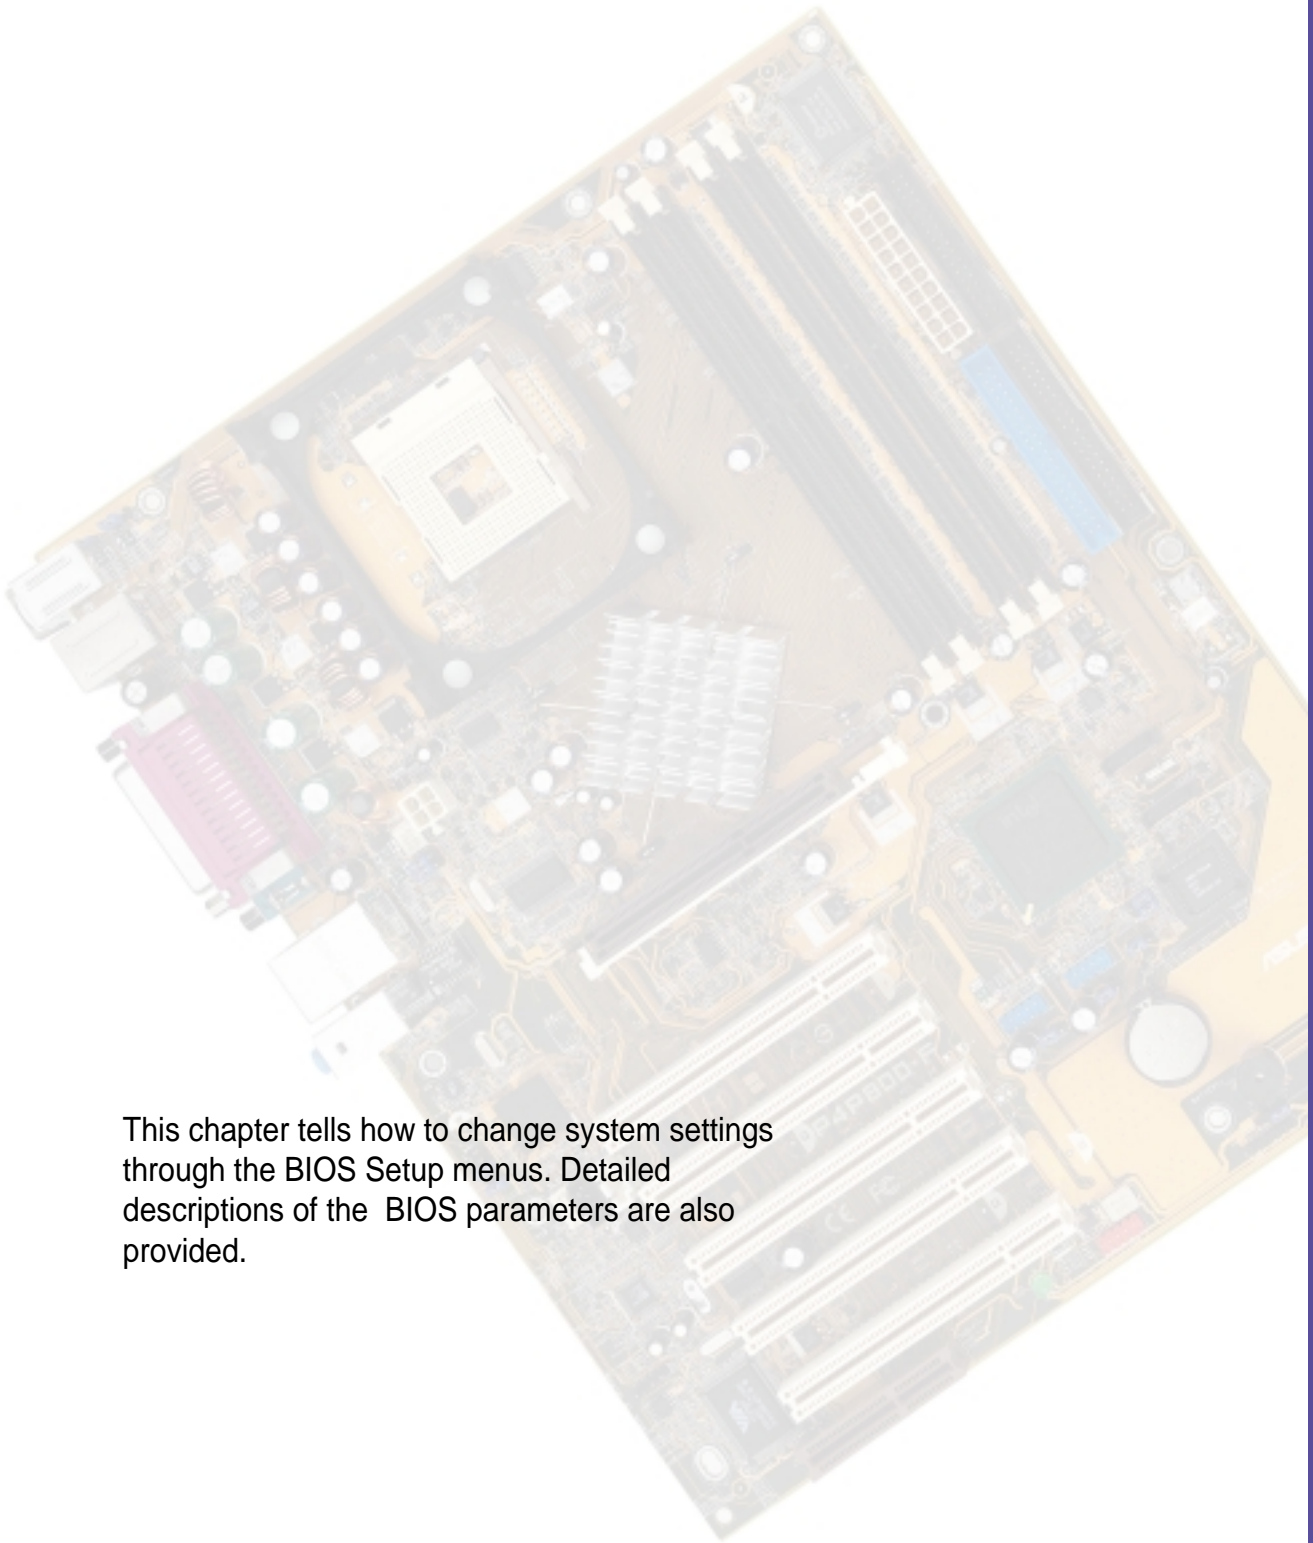 This chapter tells how to change system settings
through the BIOS Setup menus. Detailed
descriptions of the  BIOS parameters are also
provided.